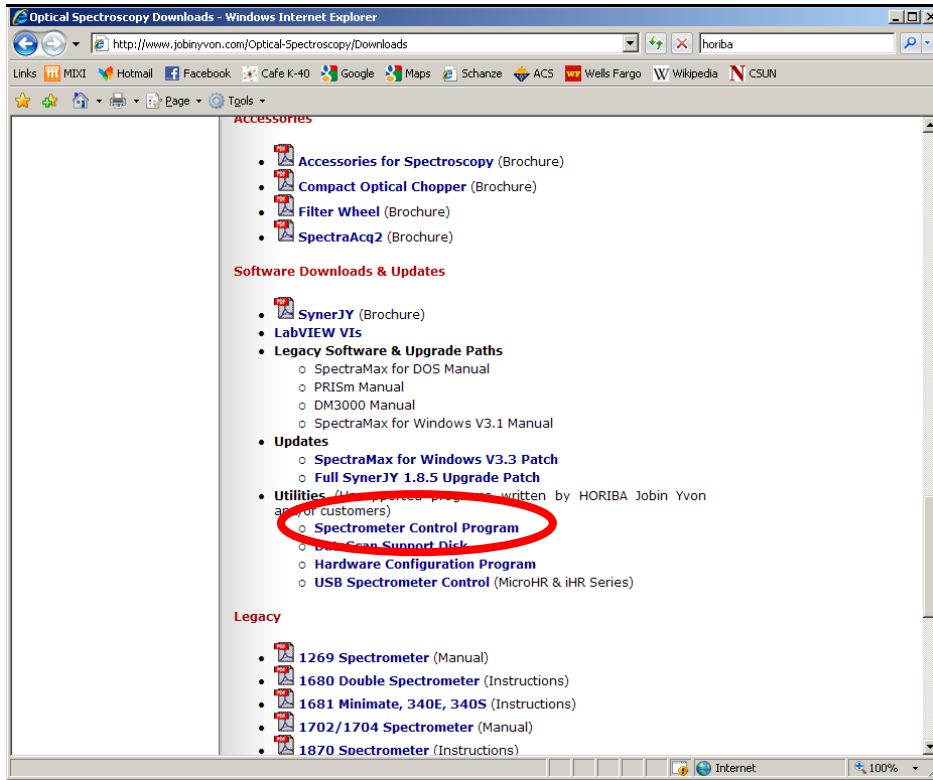 Optical Spectroscopy Downloads - Windows Internet Explorer
http://www.jobinyvon.com/Optical-Spectroscopy/Downloads
horiba
Links MIXI Hotmail Facebook Cafe K-40 Google Maps Schanze ACS Wells Fargo Wikipedia CSUN
Page Tools
Accessories
Accessories for Spectroscopy (Brochure)
Compact Optical Chopper (Brochure)
Filter Wheel (Brochure)
SpectraAcq2 (Brochure)
Software Downloads & Updates
SynerJY (Brochure)
LabVIEW VIs
Legacy Software & Upgrade Paths
SpectraMax for DOS Manual
PRISm Manual
DM3000 Manual
SpectraMax for Windows V3.1 Manual
Updates
SpectraMax for Windows V3.3 Patch
Full SynerJY 1.8.5 Upgrade Patch
Utilities (Unsupported programs written by HORIBA Jobin Yvon
and/or customers)
Spectrometer Control Program
DataScan Support Disk
Hardware Configuration Program
USB Spectrometer Control (MicroHR & iHR Series)
Legacy
1269 Spectrometer (Manual)
1680 Double Spectrometer (Instructions)
1681 Minimate, 340E, 340S (Instructions)
1702/1704 Spectrometer (Manual)
1870 Spectrometer (Instructions)
Internet
100%